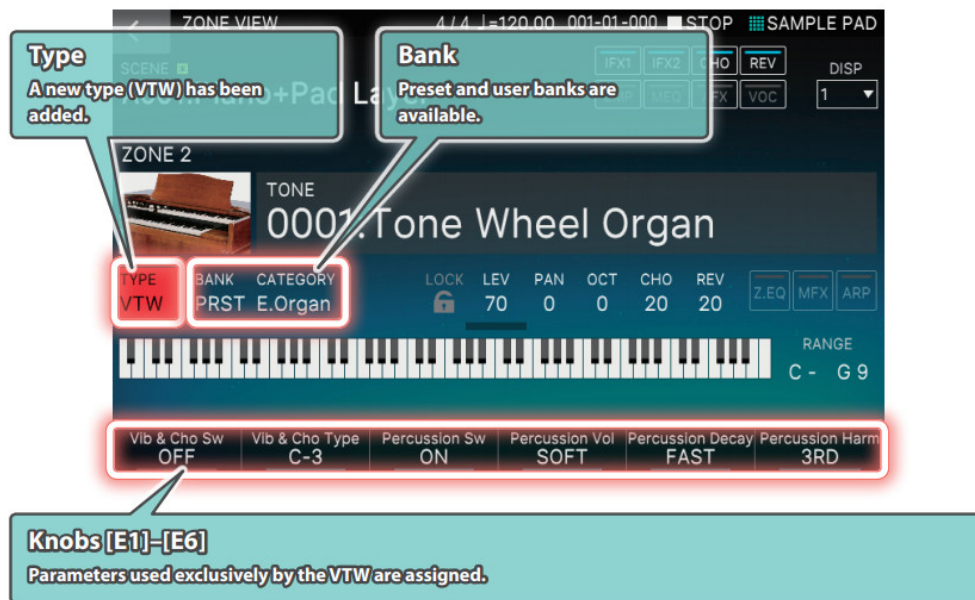 ZONE VIEW 4 / 4 ♩=120.00 001-01-000 STOP SAMPLE PAD
Type
A new type (VTW) has been
added.
Bank
Preset and user banks are
available.
SCENE
Piano+Pad Layer
IFX1 IFX2 CHO REV
VOC
DISP
1
ZONE 2
TONE
0001:Tone Wheel Organ
TYPE BANK CATEGORY LOCK LEV PAN OCT CHO REV
VTW PRST E.Organ 70 0 0 20 20 Z.EQ MFX ARP
RANGE
C - G 9
Vib & Cho Sw Vib & Cho Type Percussion Sw Percussion Vol Percussion Decay Percussion Harm
OFF C-3 ON SOFT FAST 3RD
Knobs [E1]–[E6]
Parameters used exclusively by the VTW are assigned.